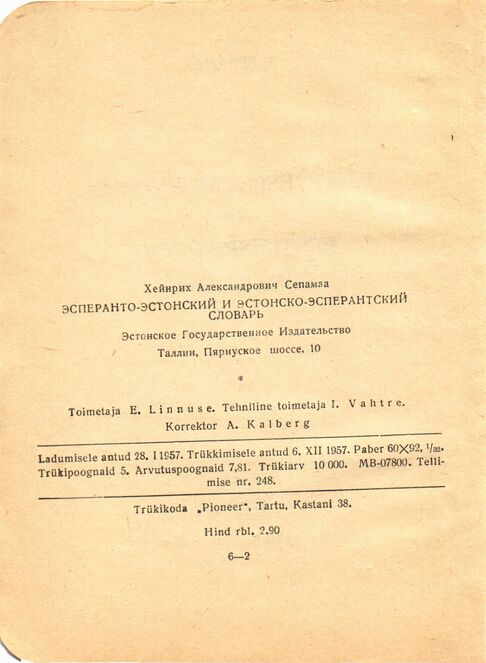 Хейнрих Александрович Сепамаа
ЭСПЕРАНТО-ЭСТОНСКИЙ И ЭСТОНСКО-ЭСПЕРАНТСКИЙ
СЛОВАРЬ
Эстонское Государственное Издательство
Таллин, Пярнуское шоссе, 10
*
Toimetaja E. Linnuse. Tehniline toimetaja I. Vahtre.
Korrektor A. Kalberg
Ladumisele antud 28. I 1957. Trükkimisele antud 6. XII 1957. Paber 60×92, 1/32.
Trükipoognaid 5. Arvutuspoognaid 7,81. Trükiarv 10 000. MB-07800. Telli-
mise nr. 248.
Trükikoda „Pioneer“, Tartu, Kastani 38.
Hind rbl. 2.90
6—2